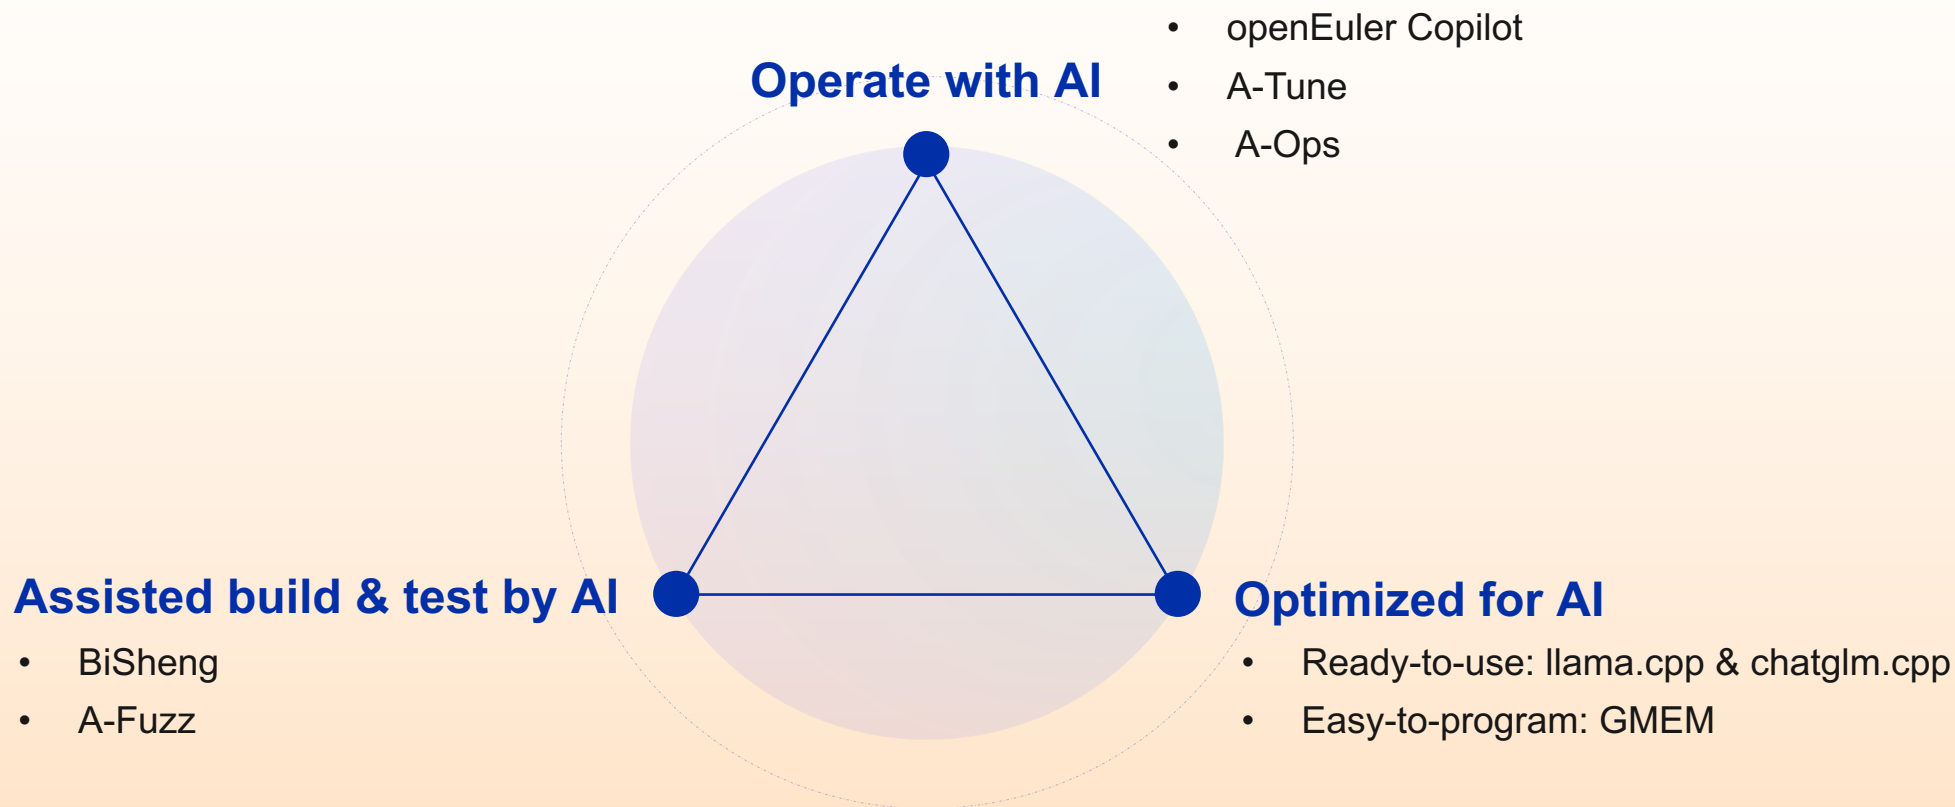 Operate with AI
• openEuler Copilot
• A-Tune
• A-Ops
Assisted build & test by AI
• BiSheng
• A-Fuzz
Optimized for AI
• Ready-to-use: llama.cpp & chatglm.cpp
• Easy-to-program: GMEM